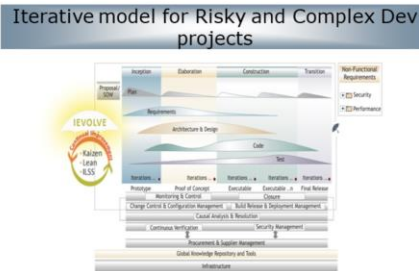 Iterative model for Risky and Complex Dev
projects
Inception
Elaboration
Construction
Transition
Non-Functional
Requirements
Proposal/
SOW
Plan
Security
Performance
Requirements
IEVOLVE
Architecture & Design
-Kaizen
-Lean
-ILSS
Code
Test
Iterations ...
Iterations ...
Iterations ...
Iterations ...
Iterations ...
Prototype
Proof of Concept
Executable
Executable ..n
Final Release
Monitoring & Control
Closure
Change Control & Configuration Management
Build Release & Deployment Management
Causal Analysis & Resolution
Continuous Verification
Security Management
Procurement & Supplier Management
Global Knowledge Repository and Tools
Infrastructure